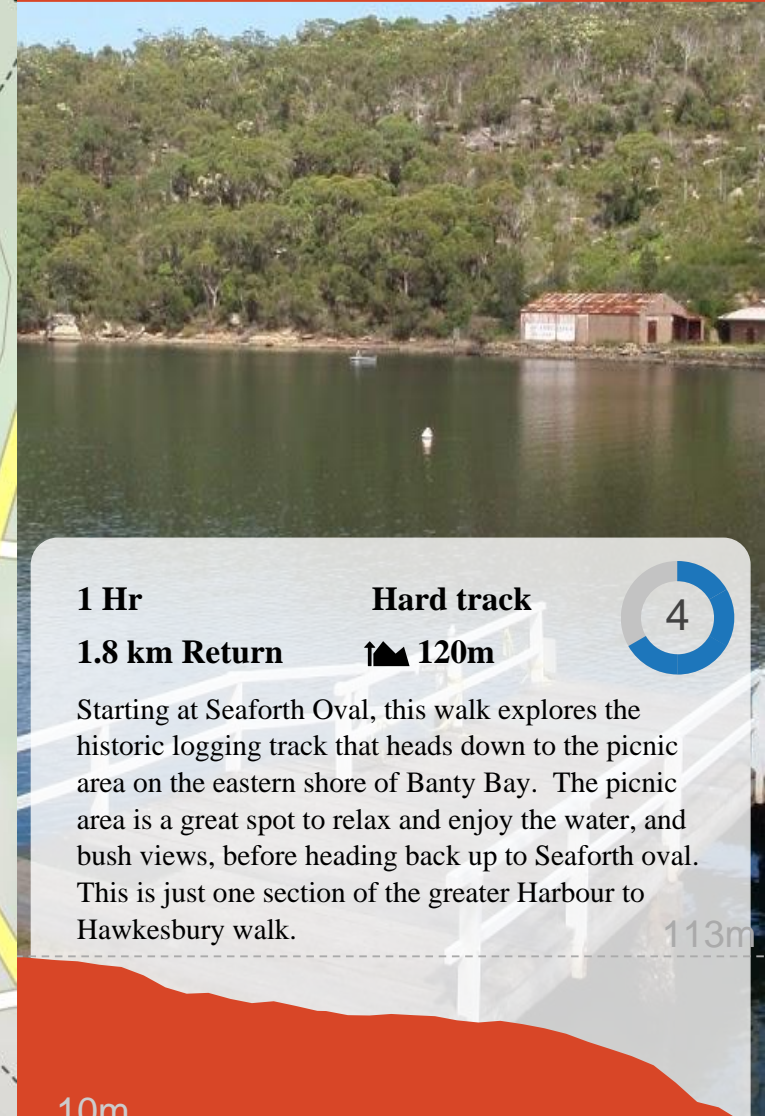 1 Hr Hard track 4
1.8 km Return 120m
Starting at Seaforth Oval, this walk explores the
historic logging track that heads down to the picnic
area on the eastern shore of Banty Bay.  The picnic
area is a great spot to relax and enjoy the water, and
bush views, before heading back up to Seaforth oval.
This is just one section of the greater Harbour to
Hawkesbury walk.
113m
10m